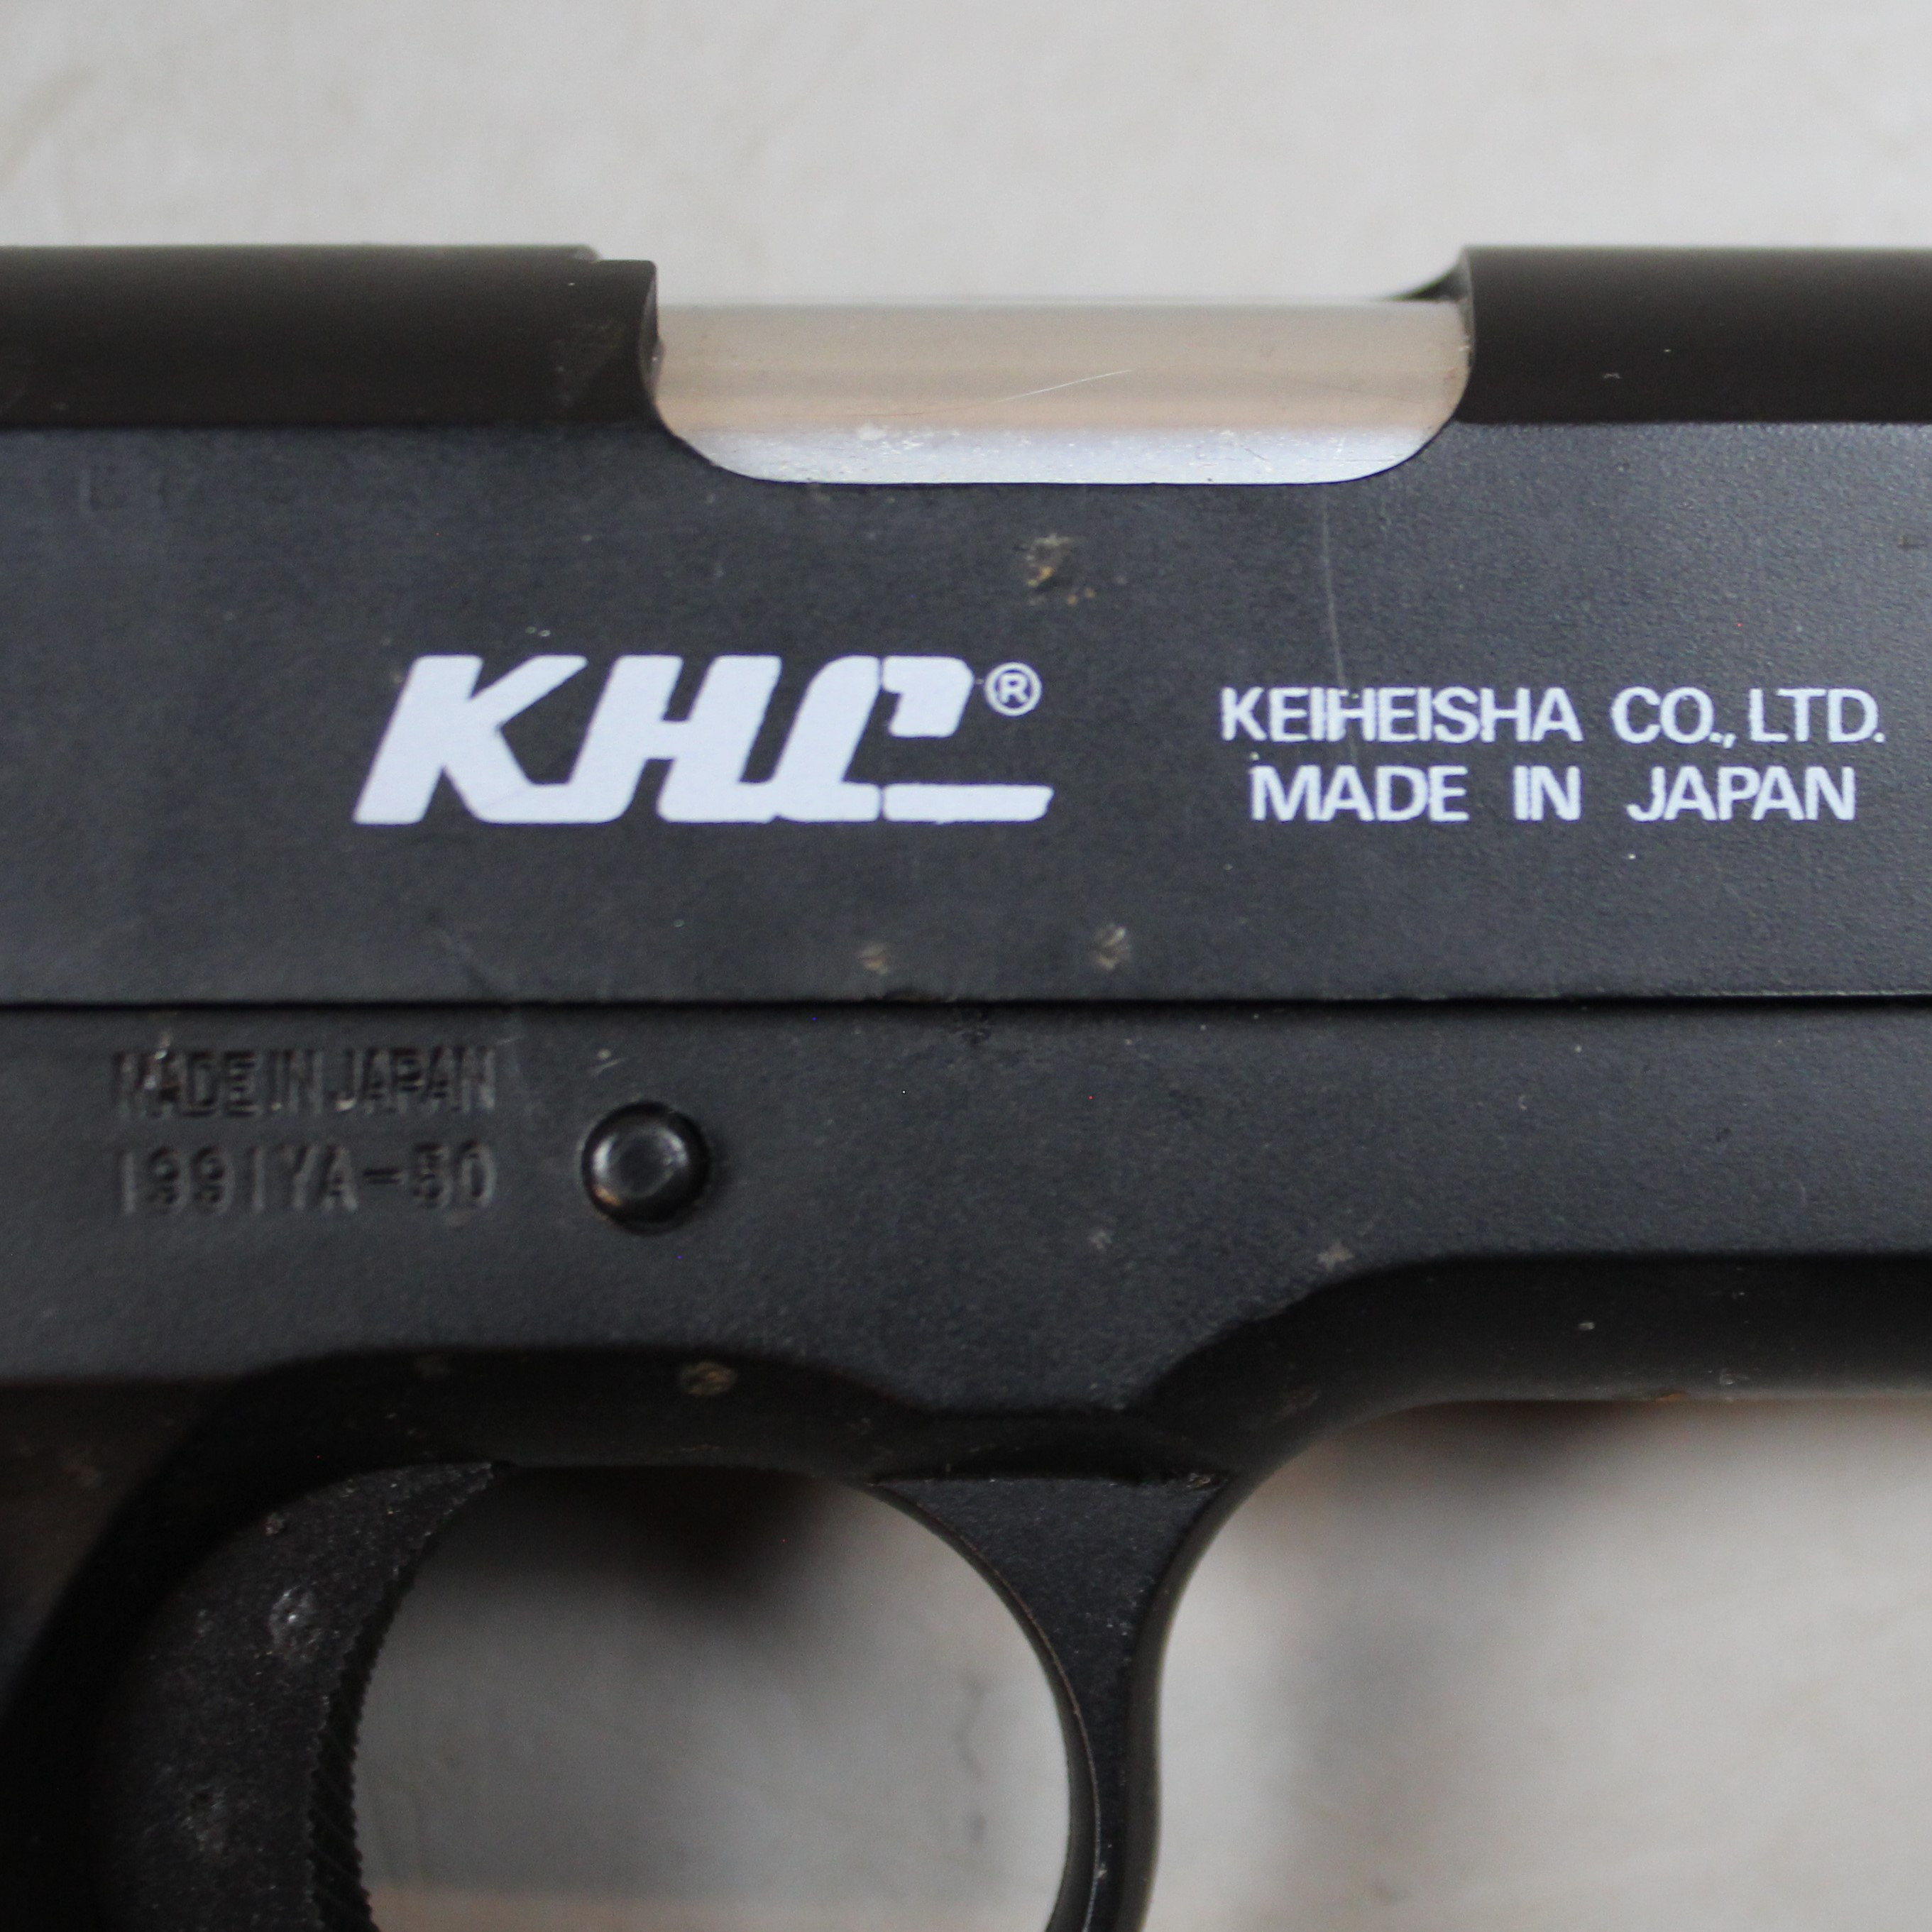 KHC®
KEIHEISHA CO., LTD.
MADE IN JAPAN
MADE IN JAPAN
1991YA-50